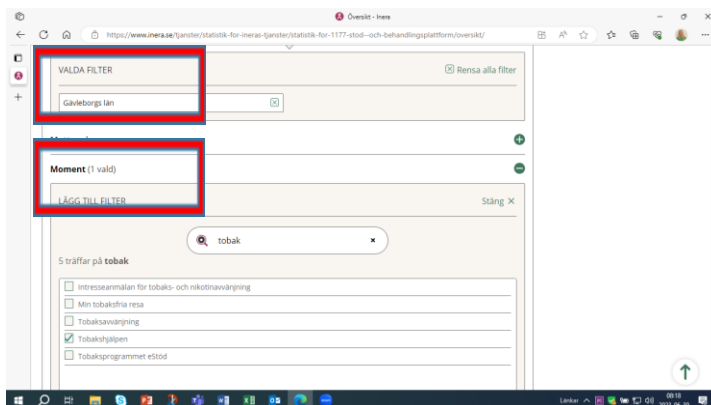 Översikt - Inera
https://www.inera.se/tjanster/statistik-for-ineras-tjanster/statistik-for-1177-stod--och-behandlingsplattform/oversikt/
VALDA FILTER
Rensa alla filter
Gävleborgs län
Moment (1 vald)
LÄGG TILL FILTER
Stäng
tobak
5 träffar på tobak
Intresseanmälan för tobaks- och nikotinavvänjning
Min tobaksfria resa
Tobaksavvänjning
Tobakshjälpen
Tobaksprogrammet eStöd
Länkar
08:18